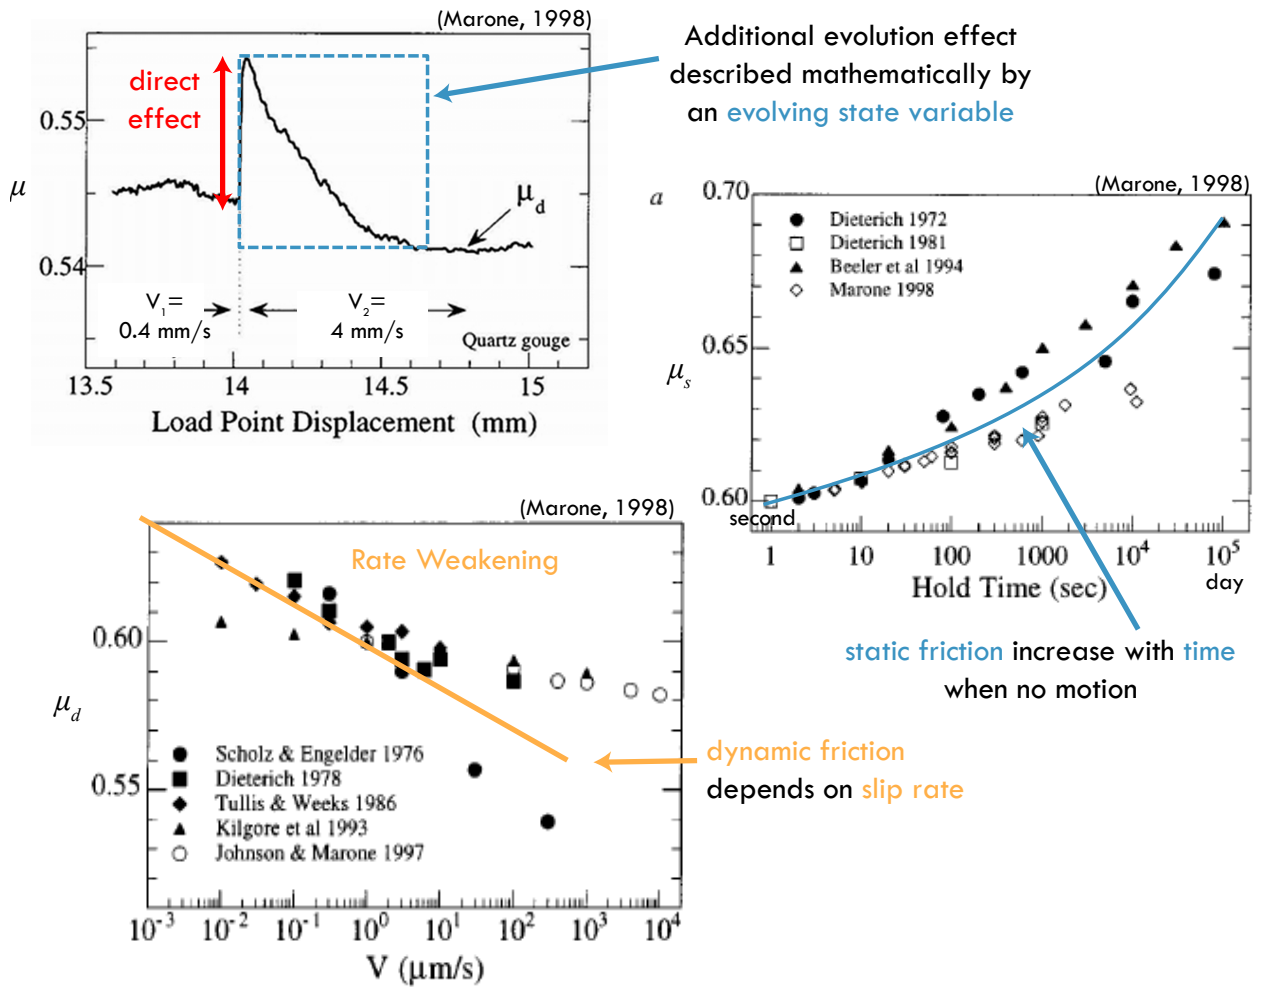 (Marone, 1998)
direct
effect
0.55
μ
0.54
μd
V1=
0.4 mm/s
V2=
4 mm/s
Quartz gouge
13.5
14
14.5
15
Load Point Displacement (mm)
Additional evolution effect
described mathematically by
an evolving state variable
a
(Marone, 1998)
0.70
Dieterich 1972
Dieterich 1981
Beeler et al 1994
Marone 1998
0.65
μs
0.60
second
1
10
100
1000
10⁴
10⁵
Hold Time (sec)
day
static friction increase with time
when no motion
(Marone, 1998)
Rate Weakening
0.60
μd
0.55
Scholz & Engelder 1976
Dieterich 1978
Tullis & Weeks 1986
Kilgore et al 1993
Johnson & Marone 1997
10⁻³
10⁻²
10⁻¹
10⁰
10¹
10²
10³
10⁴
V (μm/s)
dynamic friction
depends on slip rate